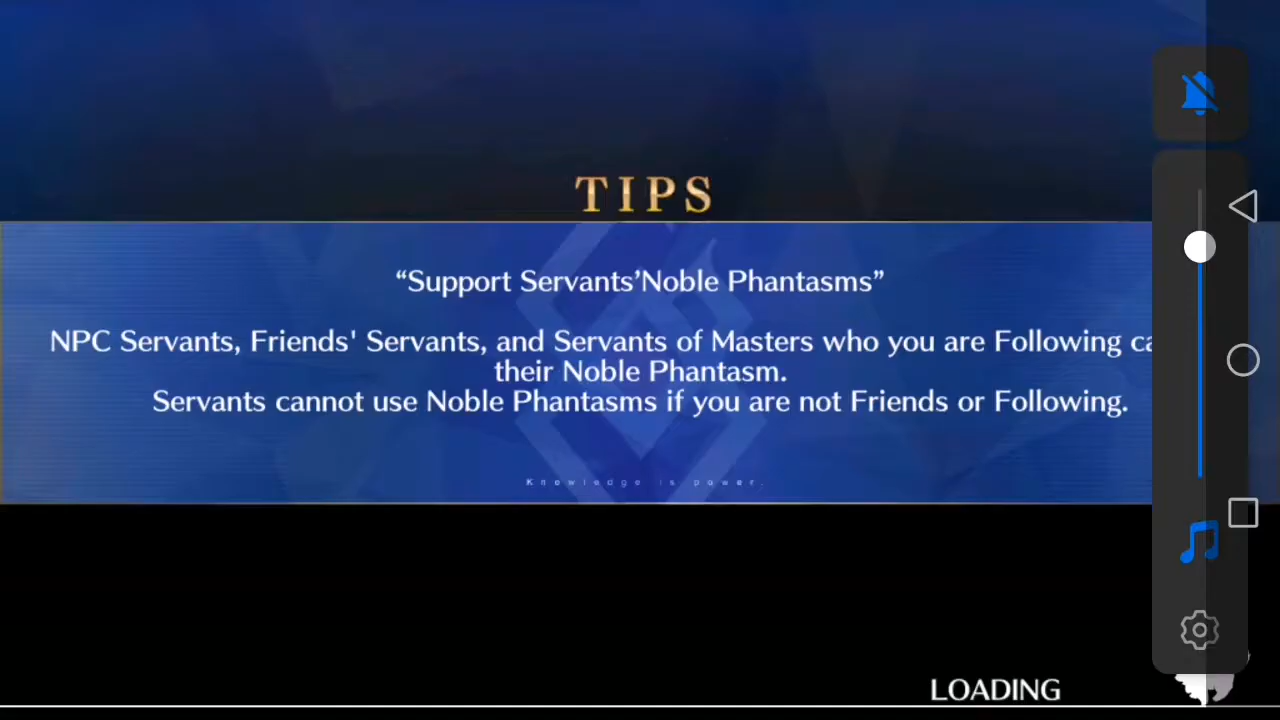 TIPS
“Support Servants’Noble Phantasms”
NPC Servants, Friends' Servants, and Servants of Masters who you are Following
their Noble Phantasm.
Servants cannot use Noble Phantasms if you are not Friends or Following.
Knowledge is power.
LOADING